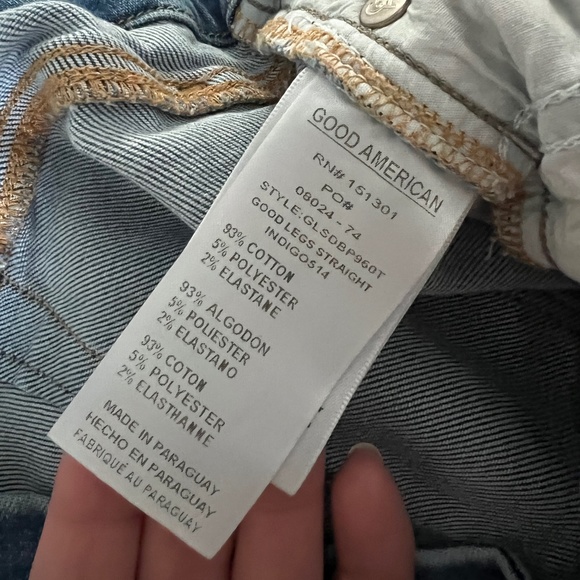 GOOD AMERICAN
RN# 151301
PO#
08024 - 74
STYLE:GLSDBP960T
GOOD LEGS STRAIGHT
INDIGO514
93% COTTON
5% POLYESTER
2% ELASTANE
93% ALGODON
5% POLIESTER
2% ELASTANO
93% COTON
5% POLYESTER
2% ELASTHANNE
MADE IN PARAGUAY
HECHO EN PARAGUAY
FABRIQUÉ AU PARAGUAY